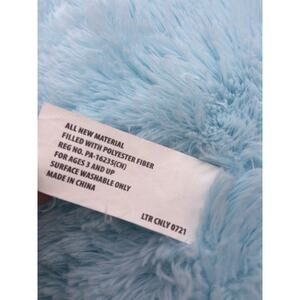 ALL NEW MATERIAL
FILLED WITH POLYESTER FIBER
REG NO. PA-16235(CN)
FOR AGES 3 AND UP
SURFACE WASHABLE ONLY
MADE IN CHINA
LTR CNLY 0721